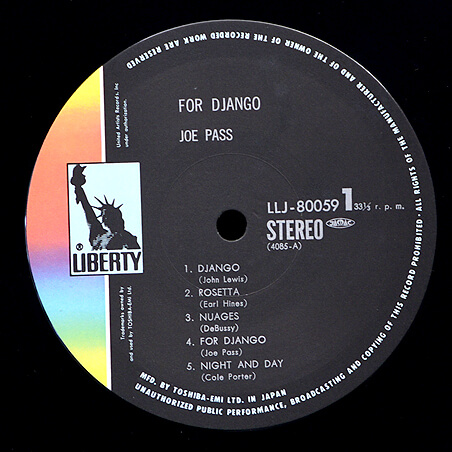 ALL RIGHTS OF THE MANUFACTURER AND OF THE OWNER OF THE RECORDED WORK ARE RESERVED
United Artists Records, Inc
under authorization.
FOR DJANGO
JOE PASS
LLJ-80059 1 33⅓ r. p. m.
STEREO
(4085-A)
LIBERTY
1. DJANGO
(John Lewis)
2. ROSETTA
(Earl Hines)
3. NUAGES
(DeBussy)
4. FOR DJANGO
(Joe Pass)
5. NIGHT AND DAY
(Cole Porter)
Trademarks owned by
and used by TOSHIBA-EMI Ltd.
MFD. BY TOSHIBA-EMI LTD. IN JAPAN
UNAUTHORIZED PUBLIC PERFORMANCE, BROADCASTING AND COPYING OF THIS RECORD PROHIBITED ·